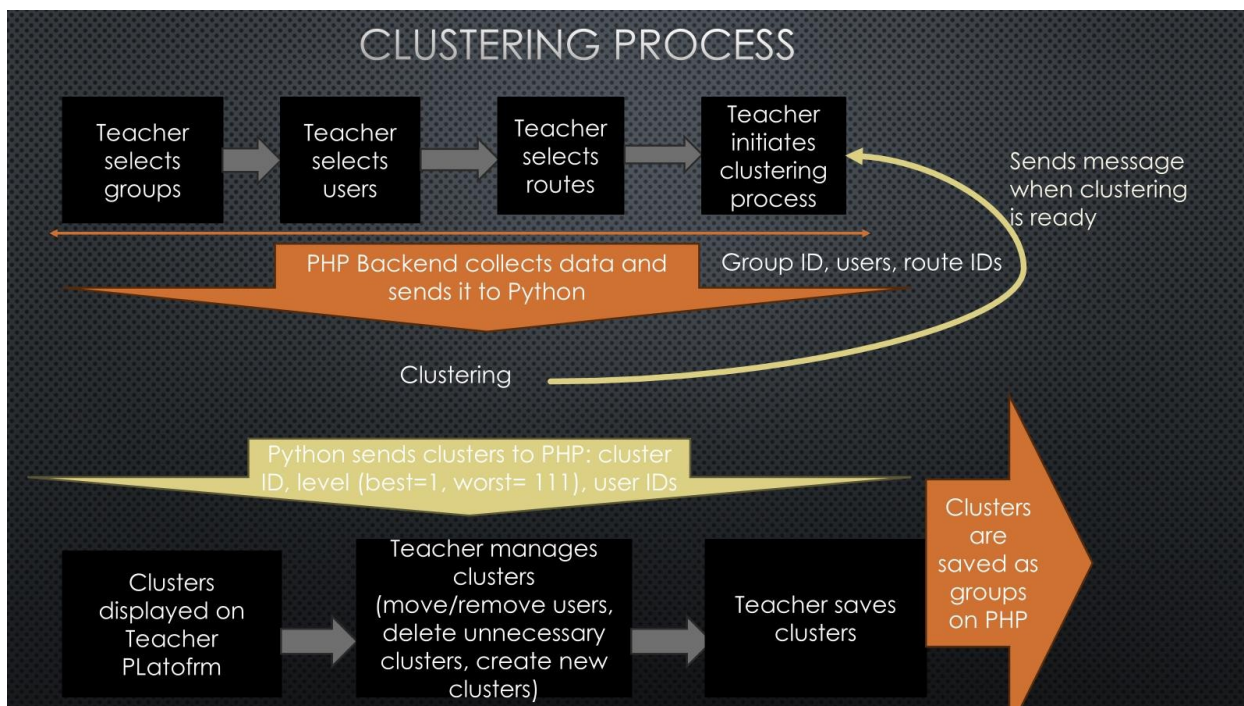 CLUSTERING PROCESS
Teacher
selects
groups
Teacher
selects
users
Teacher
selects
routes
Teacher
initiates
clustering
process
Sends message
when clustering
is ready
PHP Backend collects data and
sends it to Python
Group ID, users, route IDs
Clustering
Python sends clusters to PHP: cluster
ID, level (best=1, worst= 111), user IDs
Clusters
displayed on
Teacher
PLatofrm
Teacher manages
clusters
(move/remove users,
delete unnecessary
clusters, create new
clusters)
Teacher saves
clusters
Clusters
are
saved as
groups
on PHP